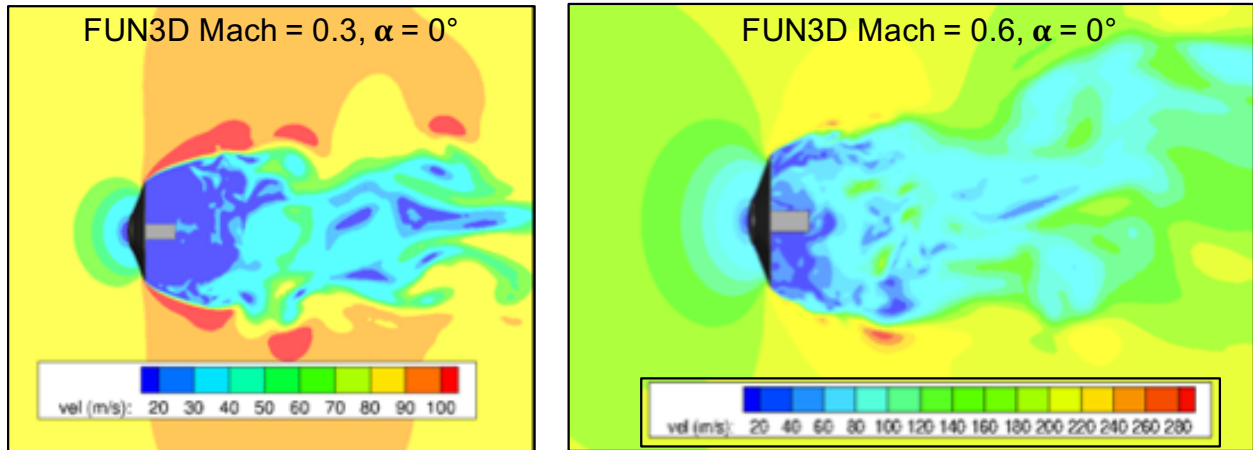 FUN3D Mach = 0.3, α = 0°
vel (m/s): 20 30 40 50 60 70 80 90 100
FUN3D Mach = 0.6, α = 0°
vel (m/s): 20 40 60 80 100 120 140 160 180 200 220 240 260 280